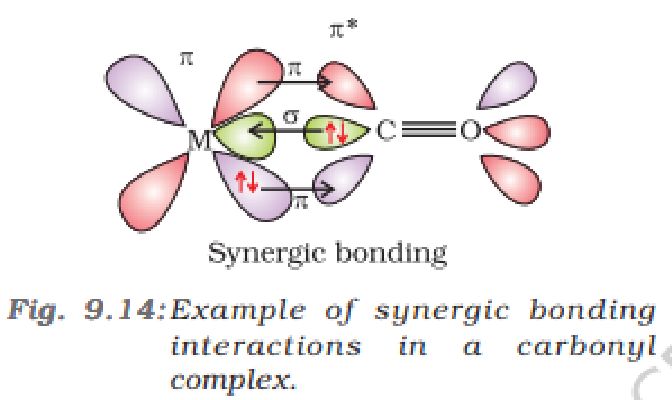 π*
π
π
σ
M
C
O
π
Synergic bonding
Fig. 9.14: Example of synergic bonding
interactions in a carbonyl
complex.